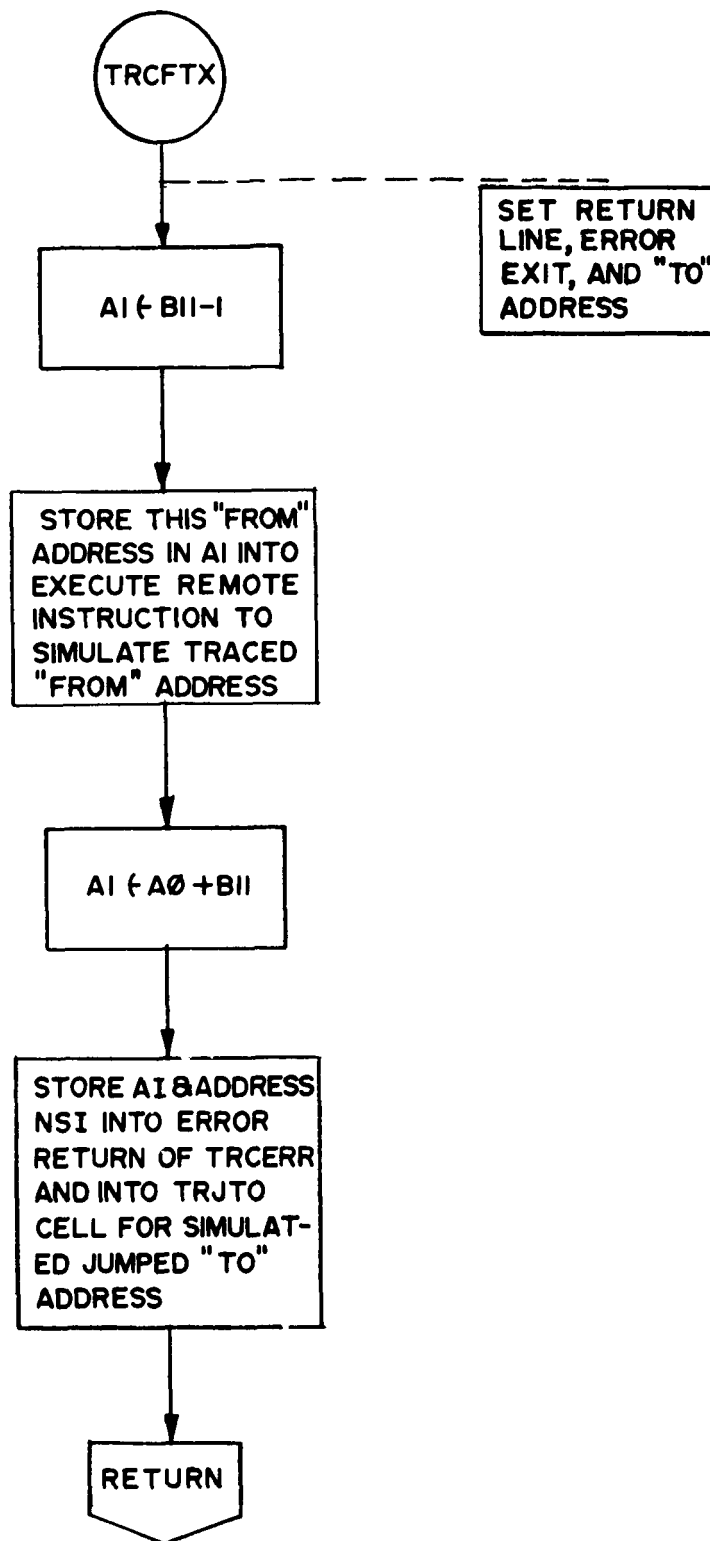 TRCFTX
SET RETURN
LINE, ERROR
EXIT, AND "TO"
ADDRESS
A1 ← B11-1
STORE THIS "FROM"
ADDRESS IN A1 INTO
EXECUTE REMOTE
INSTRUCTION TO
SIMULATE TRACED
"FROM" ADDRESS
A1 ← AØ+B11
STORE A1 & ADDRESS
NSI INTO ERROR
RETURN OF TRCERR
AND INTO TRJTO
CELL FOR SIMULAT-
ED JUMPED "TO"
ADDRESS
RETURN